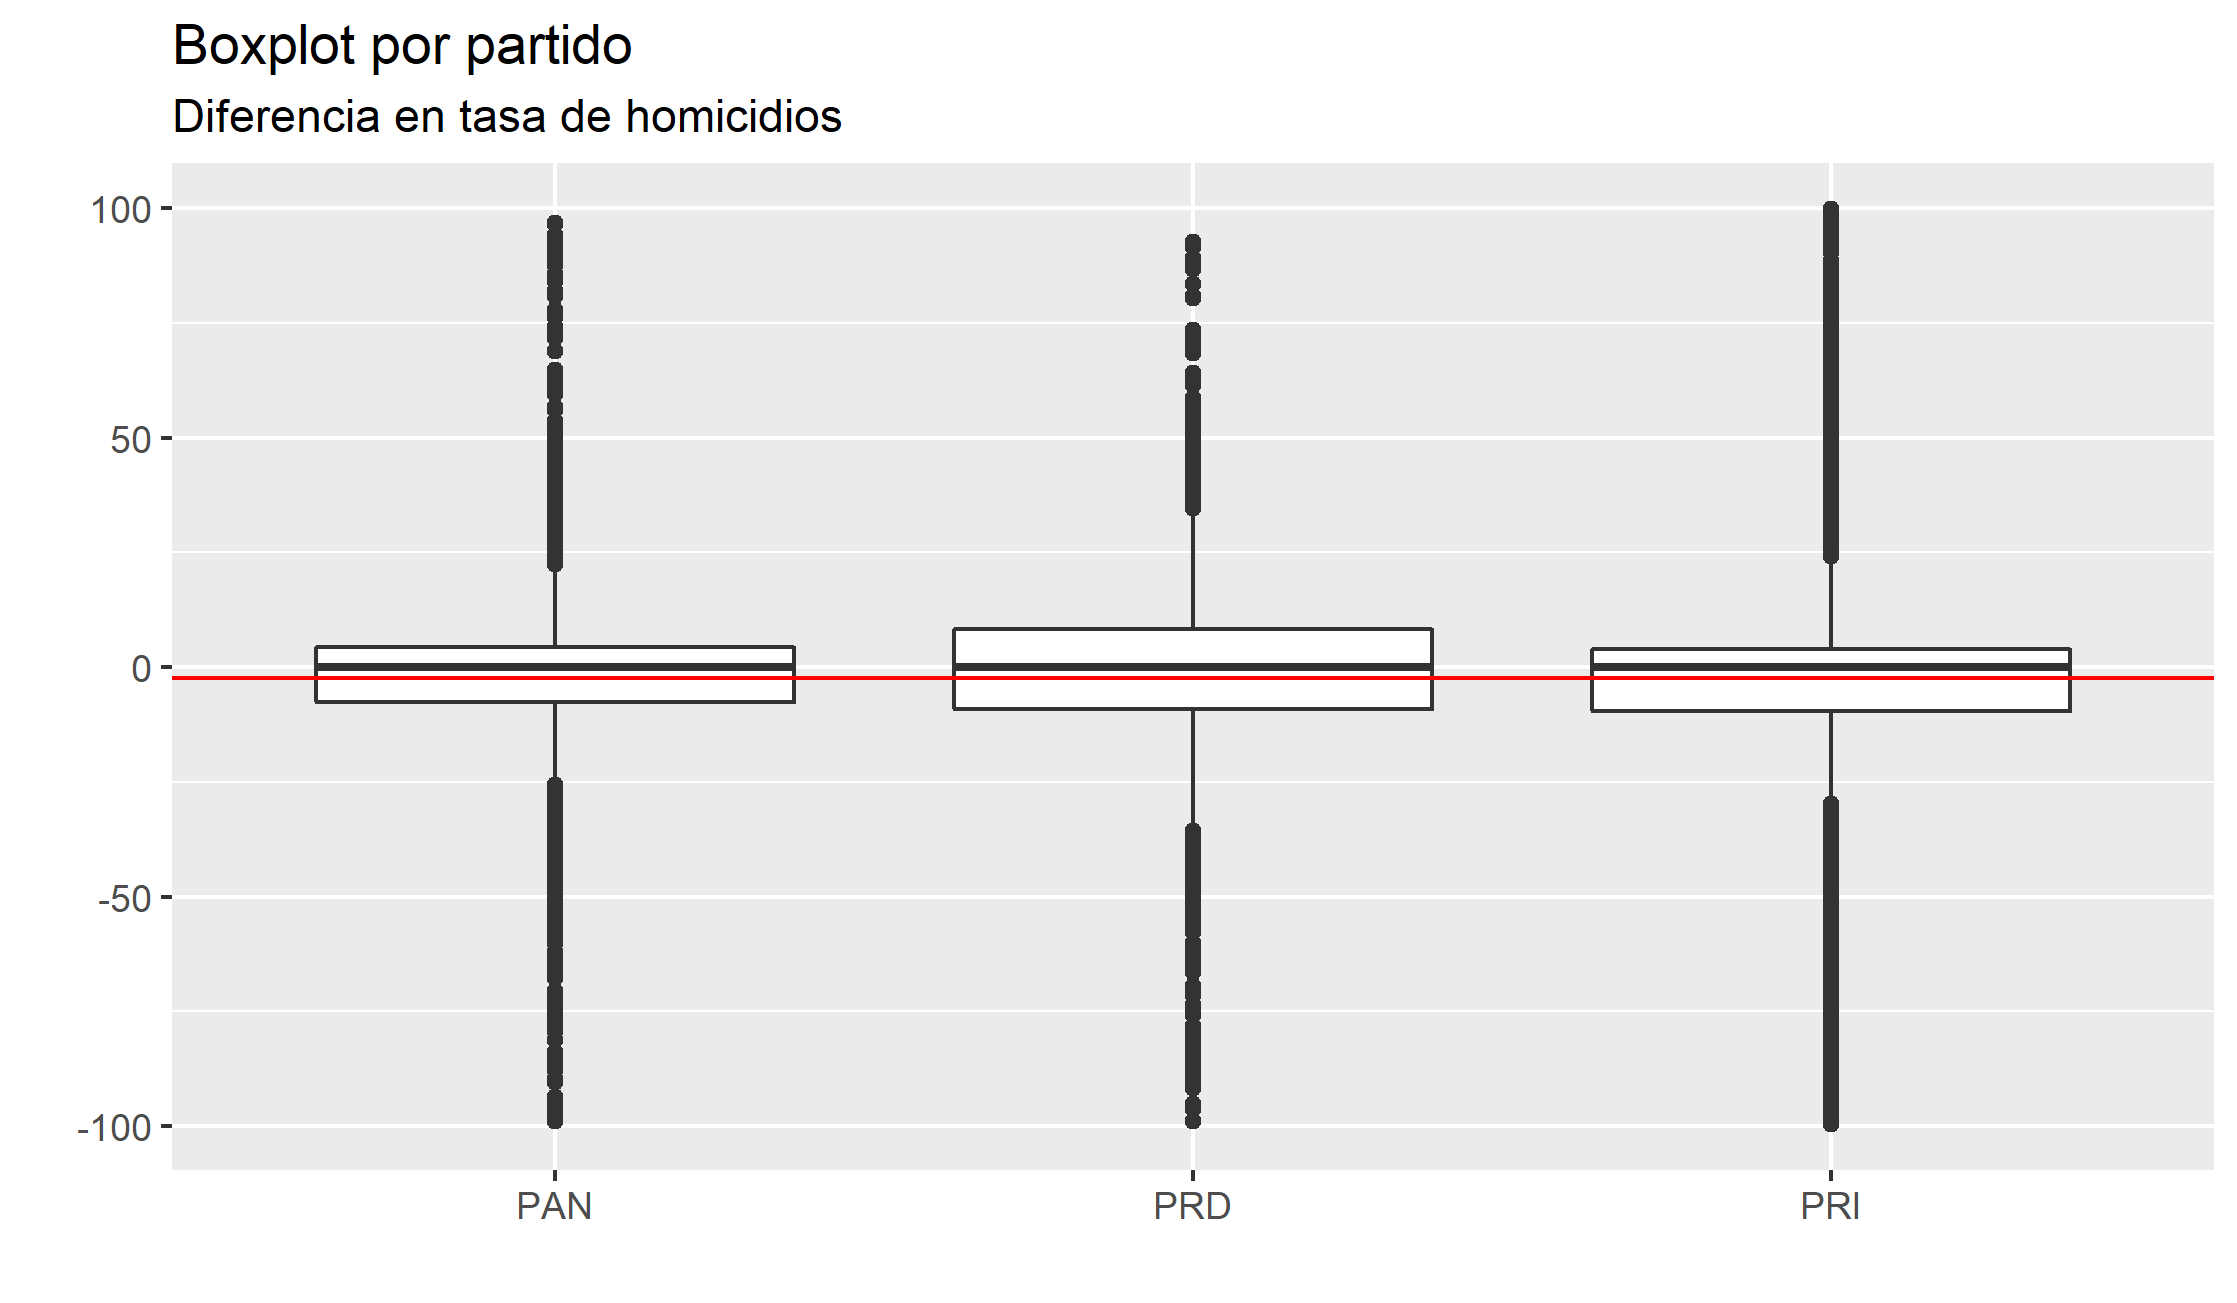 Boxplot por partido
Diferencia en tasa de homicidios
100
50
0
-50
-100
PAN PRD PRI